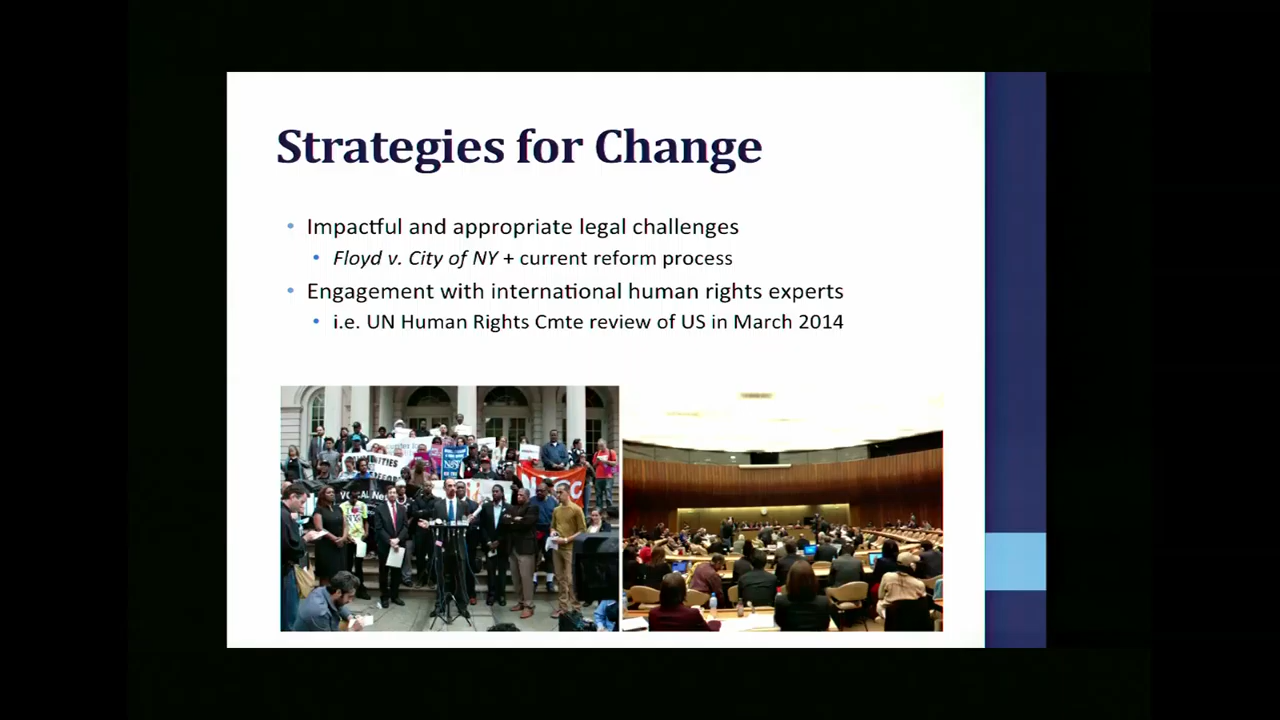 Strategies for Change
• Impactful and appropriate legal challenges
• Floyd v. City of NY + current reform process
• Engagement with international human rights experts
• i.e. UN Human Rights Cmte review of US in March 2014